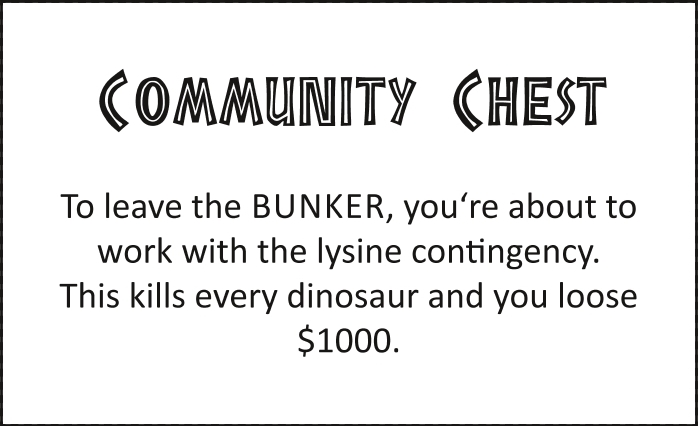 Community Chest
To leave the BUNKER, you‘re about to
work with the lysine contingency.
This kills every dinosaur and you loose
$1000.